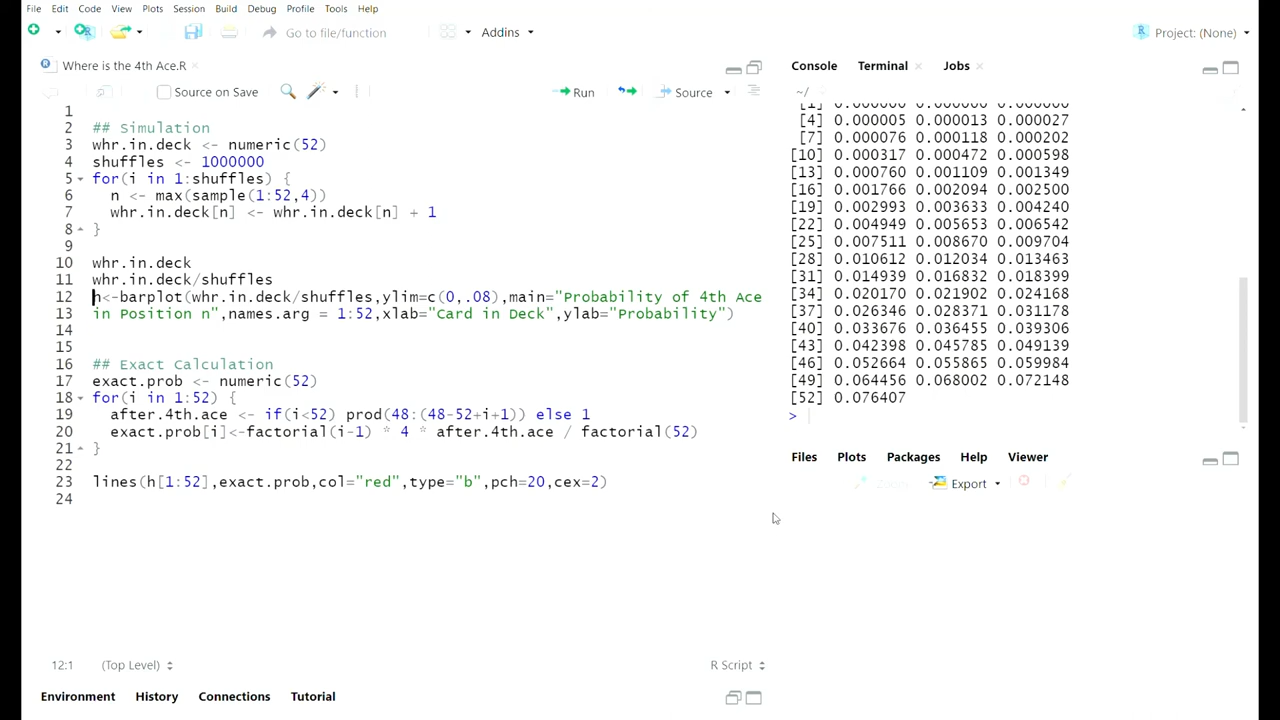 File Edit Code View Plots Session Build Debug Profile Tools Help
Go to file/function Addins Project: (None)
Where is the 4th Ace.R
Source on Save Run Source
1
2 ## Simulation
3 whr.in.deck <- numeric(52)
4 shuffles <- 1000000
5 for(i in 1:shuffles) {
6 n <- max(sample(1:52,4))
7 whr.in.deck[n] <- whr.in.deck[n] + 1
8 }
9
10 whr.in.deck
11 whr.in.deck/shuffles
12 h<-barplot(whr.in.deck/shuffles,ylim=c(0,.08),main="Probability of 4th Ace
13 in Position n",names.arg = 1:52,xlab="Card in Deck",ylab="Probability")
14
15
16 ## Exact Calculation
17 exact.prob <- numeric(52)
18 for(i in 1:52) {
19 after.4th.ace <- if(i<52) prod(48:(48-52+i+1)) else 1
20 exact.prob[i]<-factorial(i-1) * 4 * after.4th.ace / factorial(52)
21 }
22
23 lines(h[1:52],exact.prob,col="red",type="b",pch=20,cex=2)
24
12:1 (Top Level) R Script
Environment History Connections Tutorial
Console Terminal Jobs
~/
[1] 0.000000 0.000000 0.000000
[4] 0.000005 0.000013 0.000027
[7] 0.000076 0.000118 0.000202
[10] 0.000317 0.000472 0.000598
[13] 0.000760 0.001109 0.001349
[16] 0.001766 0.002094 0.002500
[19] 0.002993 0.003633 0.004240
[22] 0.004949 0.005653 0.006542
[25] 0.007511 0.008670 0.009704
[28] 0.010612 0.012034 0.013463
[31] 0.014939 0.016832 0.018399
[34] 0.020170 0.021902 0.024168
[37] 0.026346 0.028371 0.031178
[40] 0.033676 0.036455 0.039306
[43] 0.042398 0.045785 0.049139
[46] 0.052664 0.055865 0.059984
[49] 0.064456 0.068002 0.072148
[52] 0.076407
>
Files Plots Packages Help Viewer
Zoom Export